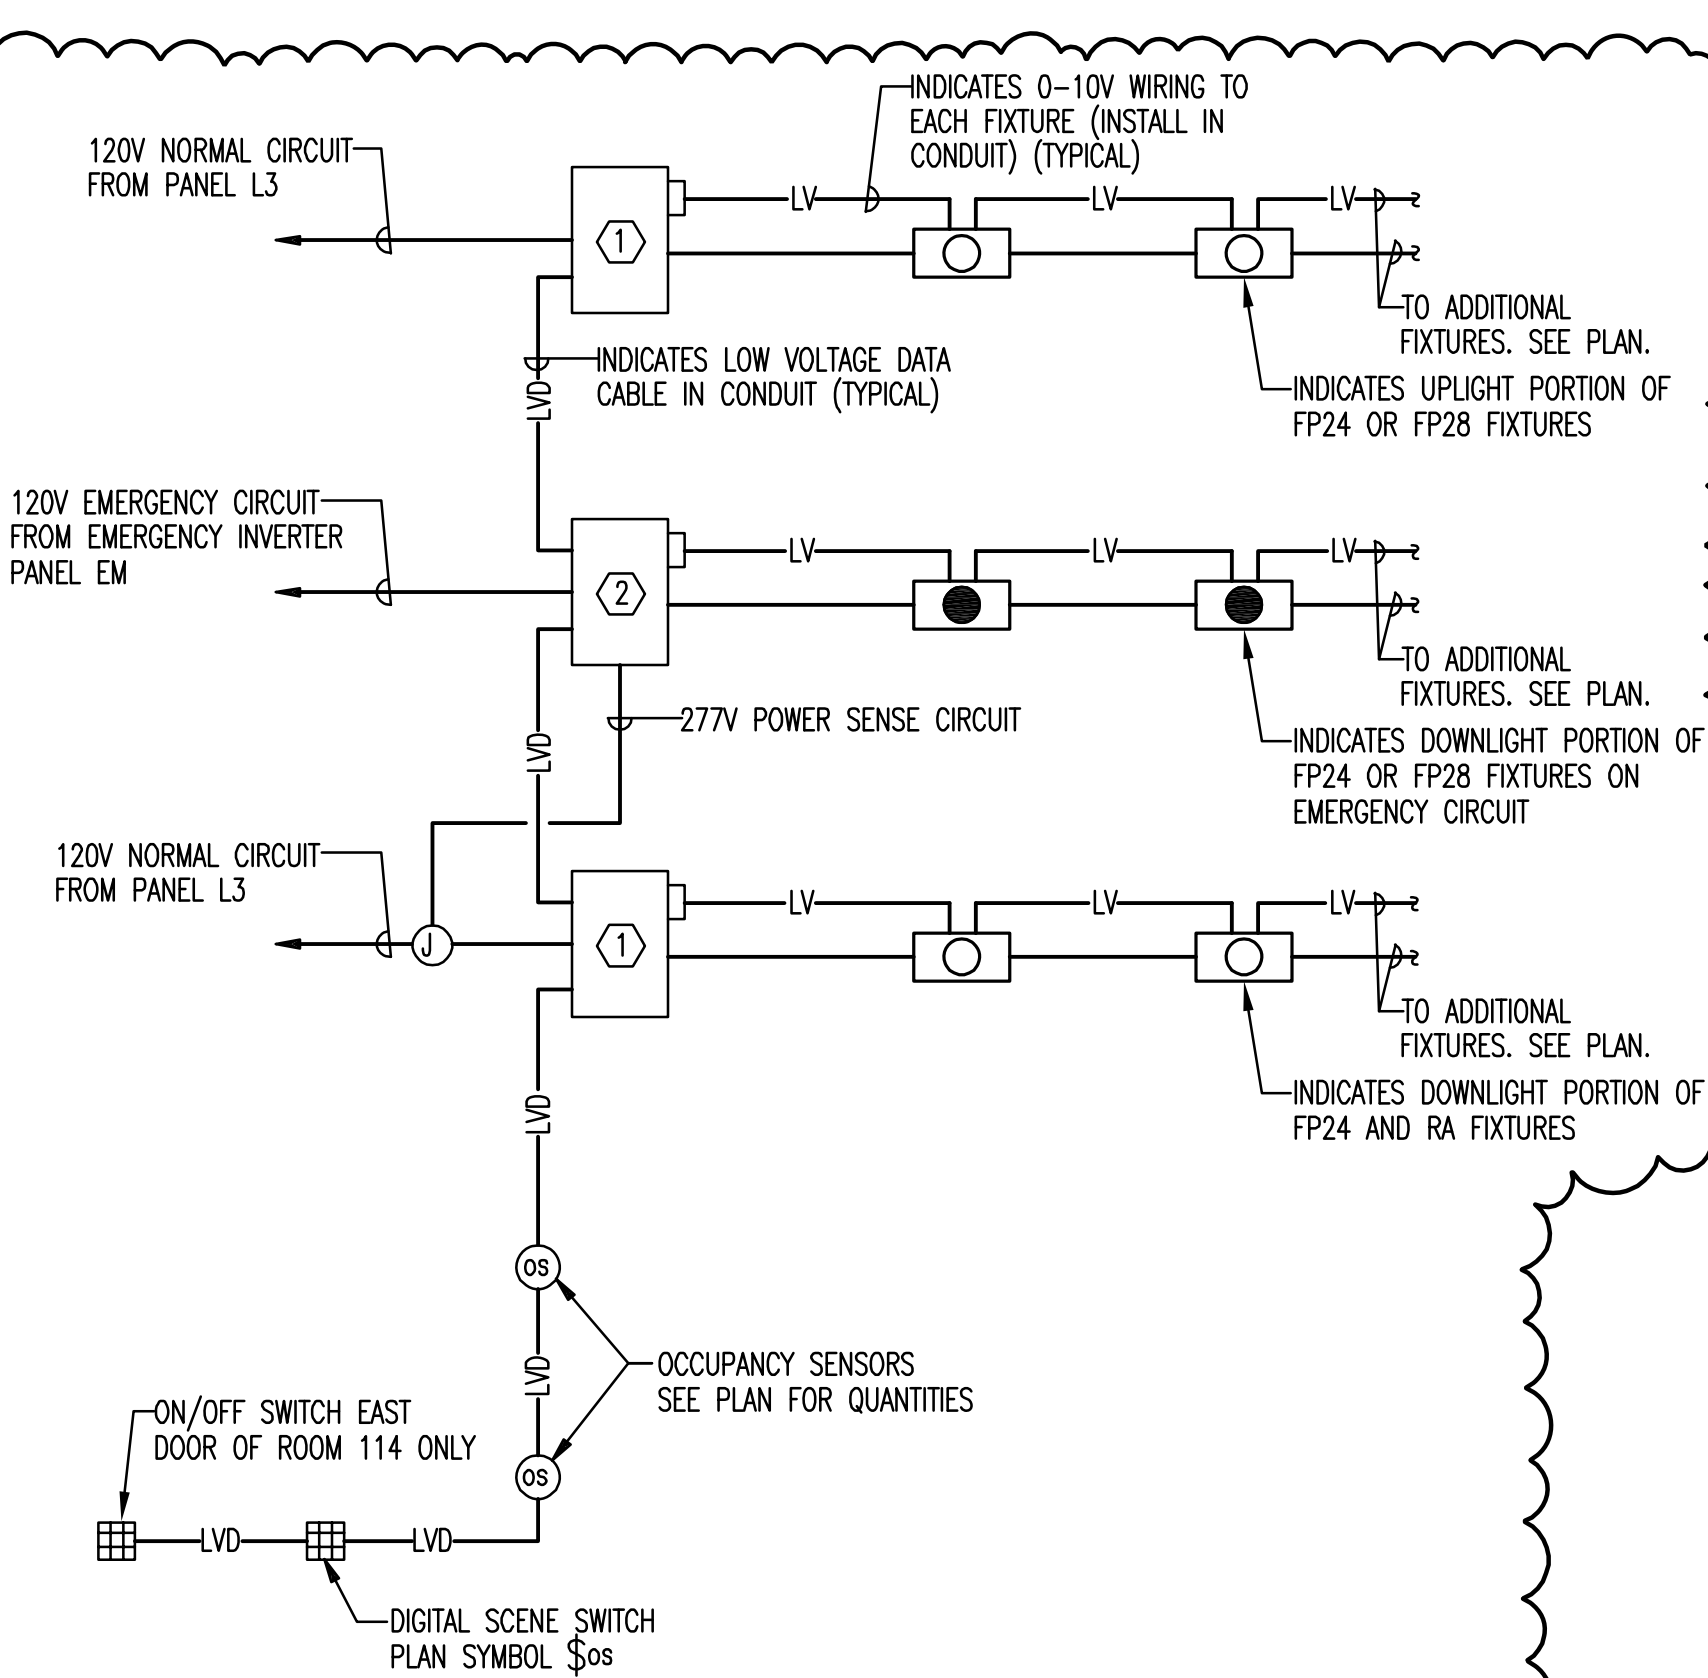 INDICATES 0-10V WIRING TO
EACH FIXTURE (INSTALL IN
CONDUIT) (TYPICAL)
120V NORMAL CIRCUIT
FROM PANEL L3
LV
LV
LV
1
TO ADDITIONAL
FIXTURES. SEE PLAN.
INDICATES LOW VOLTAGE DATA
CABLE IN CONDUIT (TYPICAL)
LVD
INDICATES UPLIGHT PORTION OF
FP24 OR FP28 FIXTURES
120V EMERGENCY CIRCUIT
FROM EMERGENCY INVERTER
PANEL EM
LV
LV
LV
2
TO ADDITIONAL
FIXTURES. SEE PLAN.
277V POWER SENSE CIRCUIT
LVD
INDICATES DOWNLIGHT PORTION OF
FP24 OR FP28 FIXTURES ON
EMERGENCY CIRCUIT
120V NORMAL CIRCUIT
FROM PANEL L3
LV
LV
LV
J
1
TO ADDITIONAL
FIXTURES. SEE PLAN.
INDICATES DOWNLIGHT PORTION OF
FP24 AND RA FIXTURES
LVD
OS
LVD
OCCUPANCY SENSORS
SEE PLAN FOR QUANTITIES
OS
ON/OFF SWITCH EAST
DOOR OF ROOM 114 ONLY
LVD
LVD
DIGITAL SCENE SWITCH
PLAN SYMBOL $OS